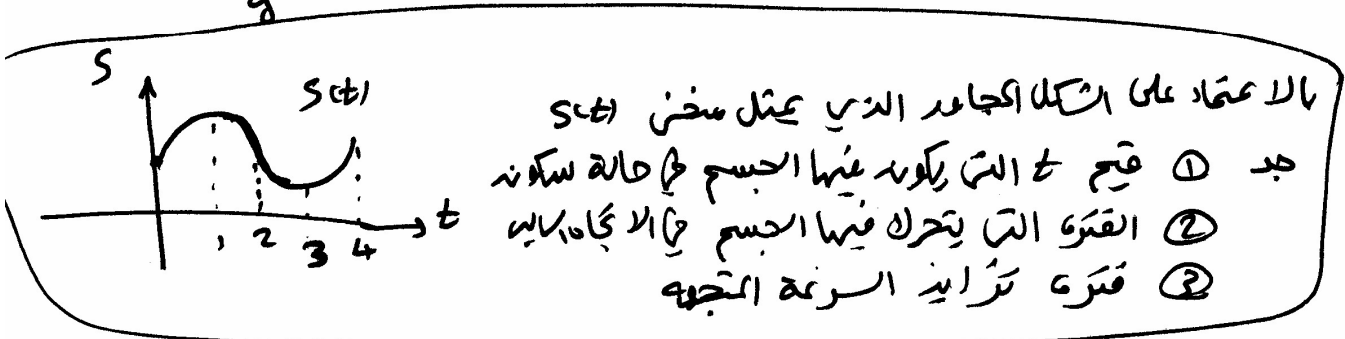 y
S
S(t)
1 2 3 4 t
بالاعتماد على الشكل المجاور الذي يمثل منحنى S(t)
جد ① قيم t التي يكون فيها الجسم في حالة سكون
② الفترة التي يتحرك فيها الجسم في الاتجاه السالب
③ فترة تزايد السرعة المتجهه